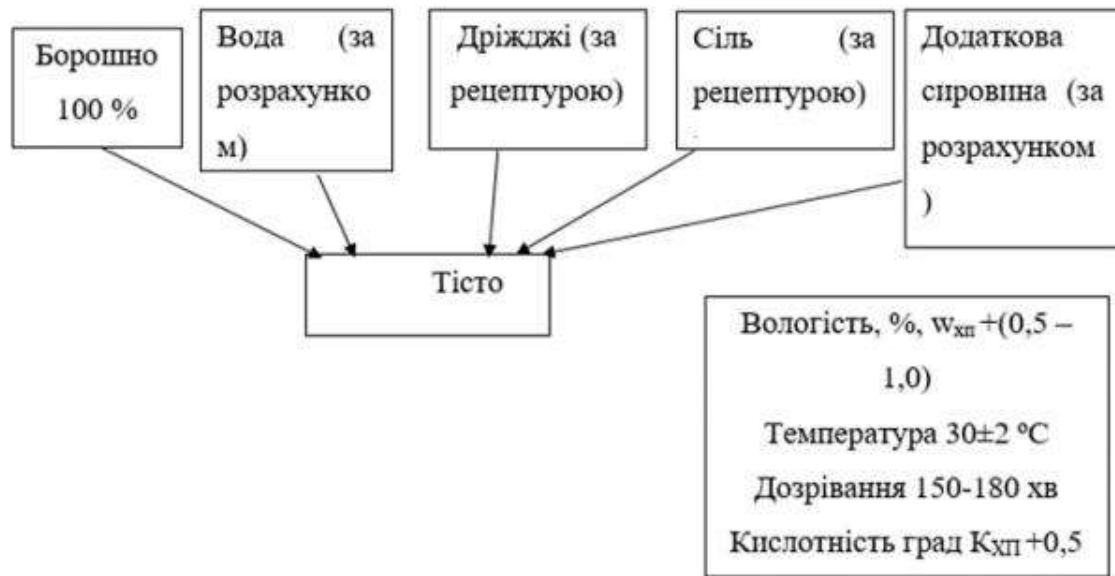 Борошно
100 %
Вода (за
розрахунко
м)
Дріжджі (за
рецептурою)
Сіль (за
рецептурою)
Додаткова
сировина (за
розрахунком
)
Тісто
Вологість, %, wхп +(0,5 –
1,0)
Температура 30±2 ºС
Дозрівання 150-180 хв
Кислотність град КХП +0,5